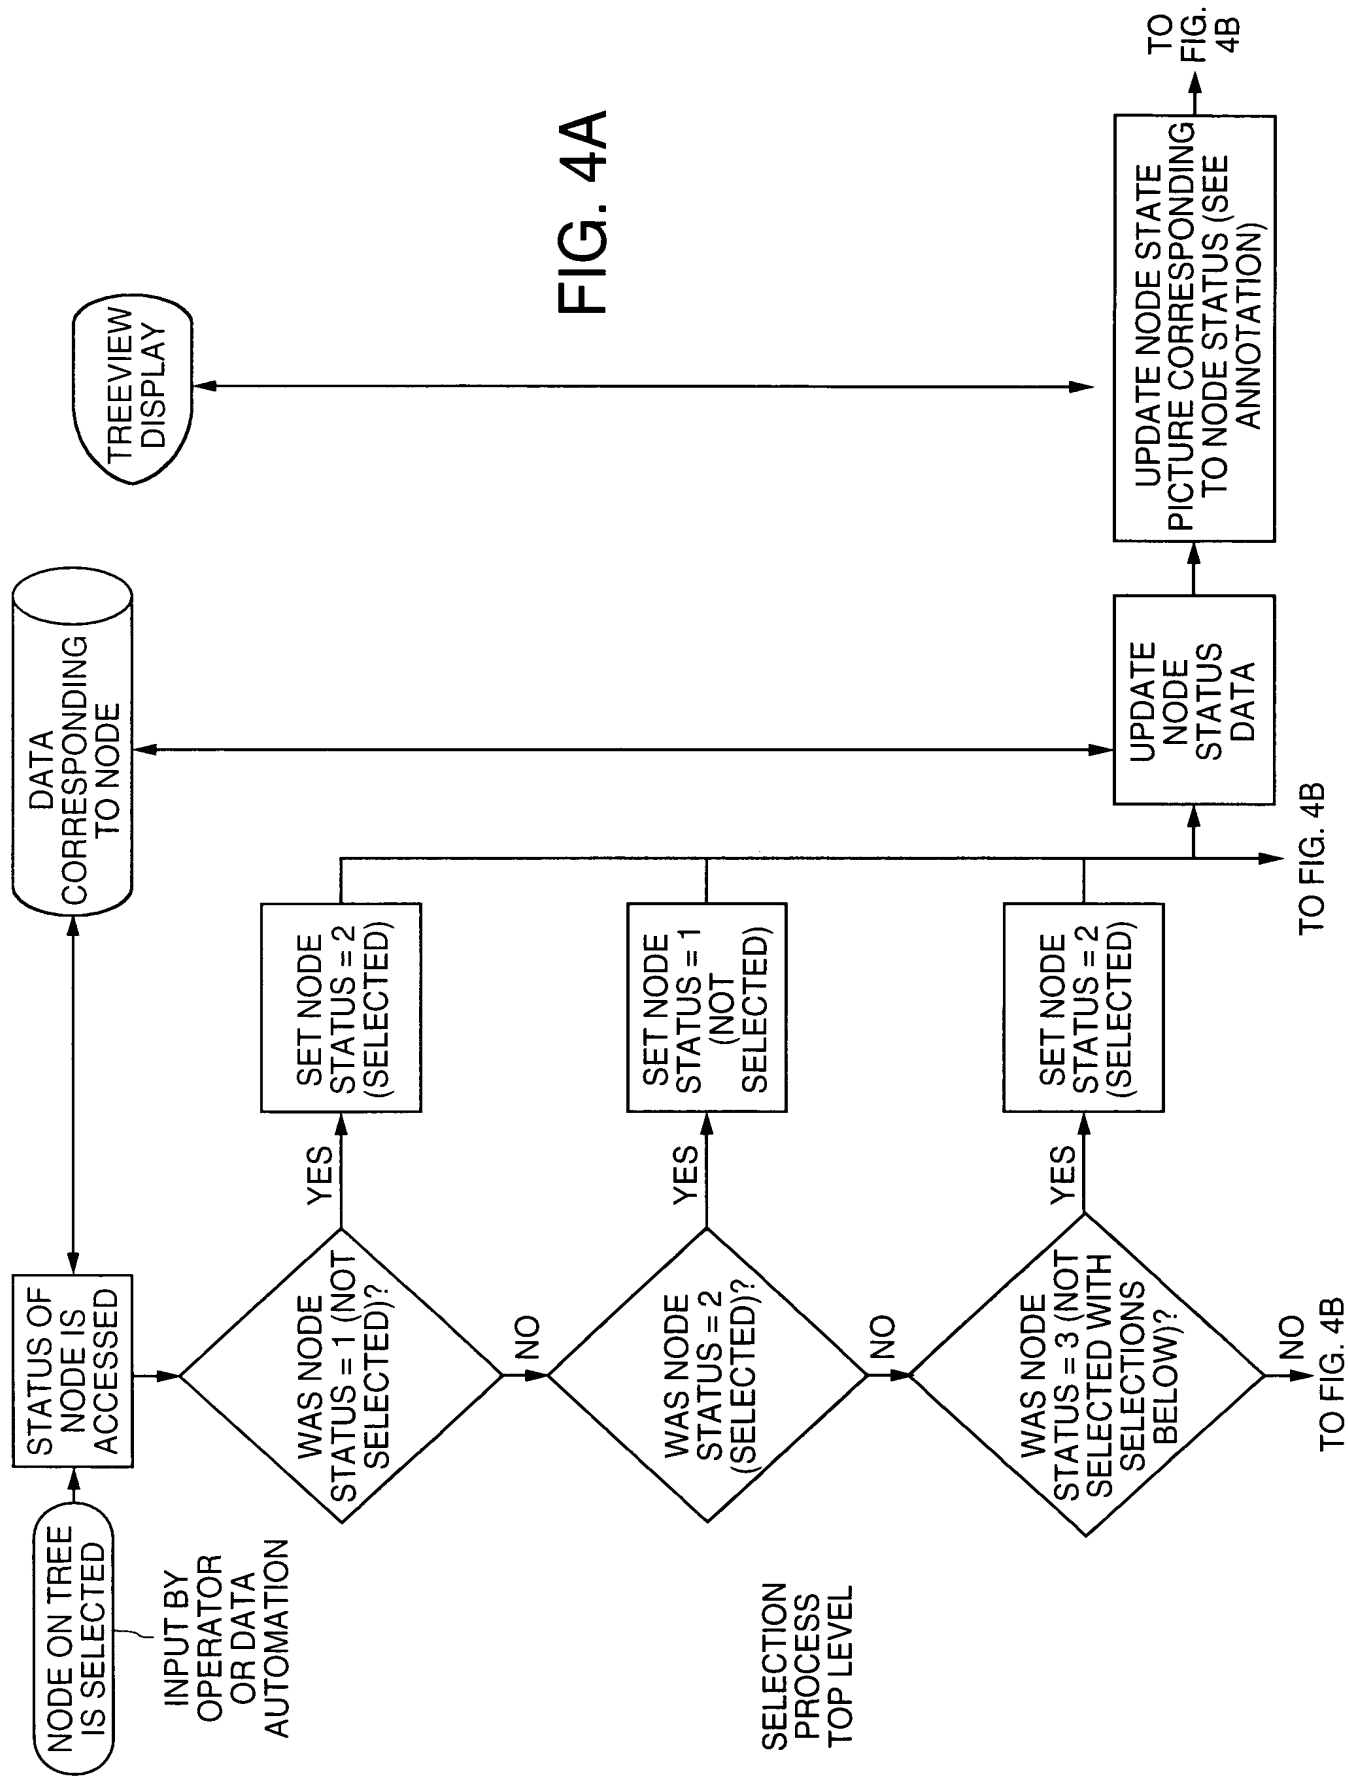 NODE ON TREE
IS SELECTED
INPUT BY
OPERATOR
OR DATA
AUTOMATION
STATUS OF
NODE IS
ACCESSED
DATA
CORRESPONDING
TO NODE
TREEVIEW
DISPLAY
WAS NODE
STATUS = 1 (NOT
SELECTED)?
YES
SET NODE
STATUS = 2
(SELECTED)
NO
WAS NODE
STATUS = 2
(SELECTED)?
YES
SET NODE
STATUS = 1
(NOT
SELECTED)
NO
WAS NODE
STATUS = 3 (NOT
SELECTED WITH
SELECTIONS
BELOW)?
YES
SET NODE
STATUS = 2
(SELECTED)
NO
TO FIG. 4B
TO FIG. 4B
UPDATE
NODE
STATUS
DATA
UPDATE NODE STATE
PICTURE CORRESPONDING
TO NODE STATUS (SEE
ANNOTATION)
TO
FIG.
4B
SELECTION
PROCESS
TOP LEVEL
FIG. 4A